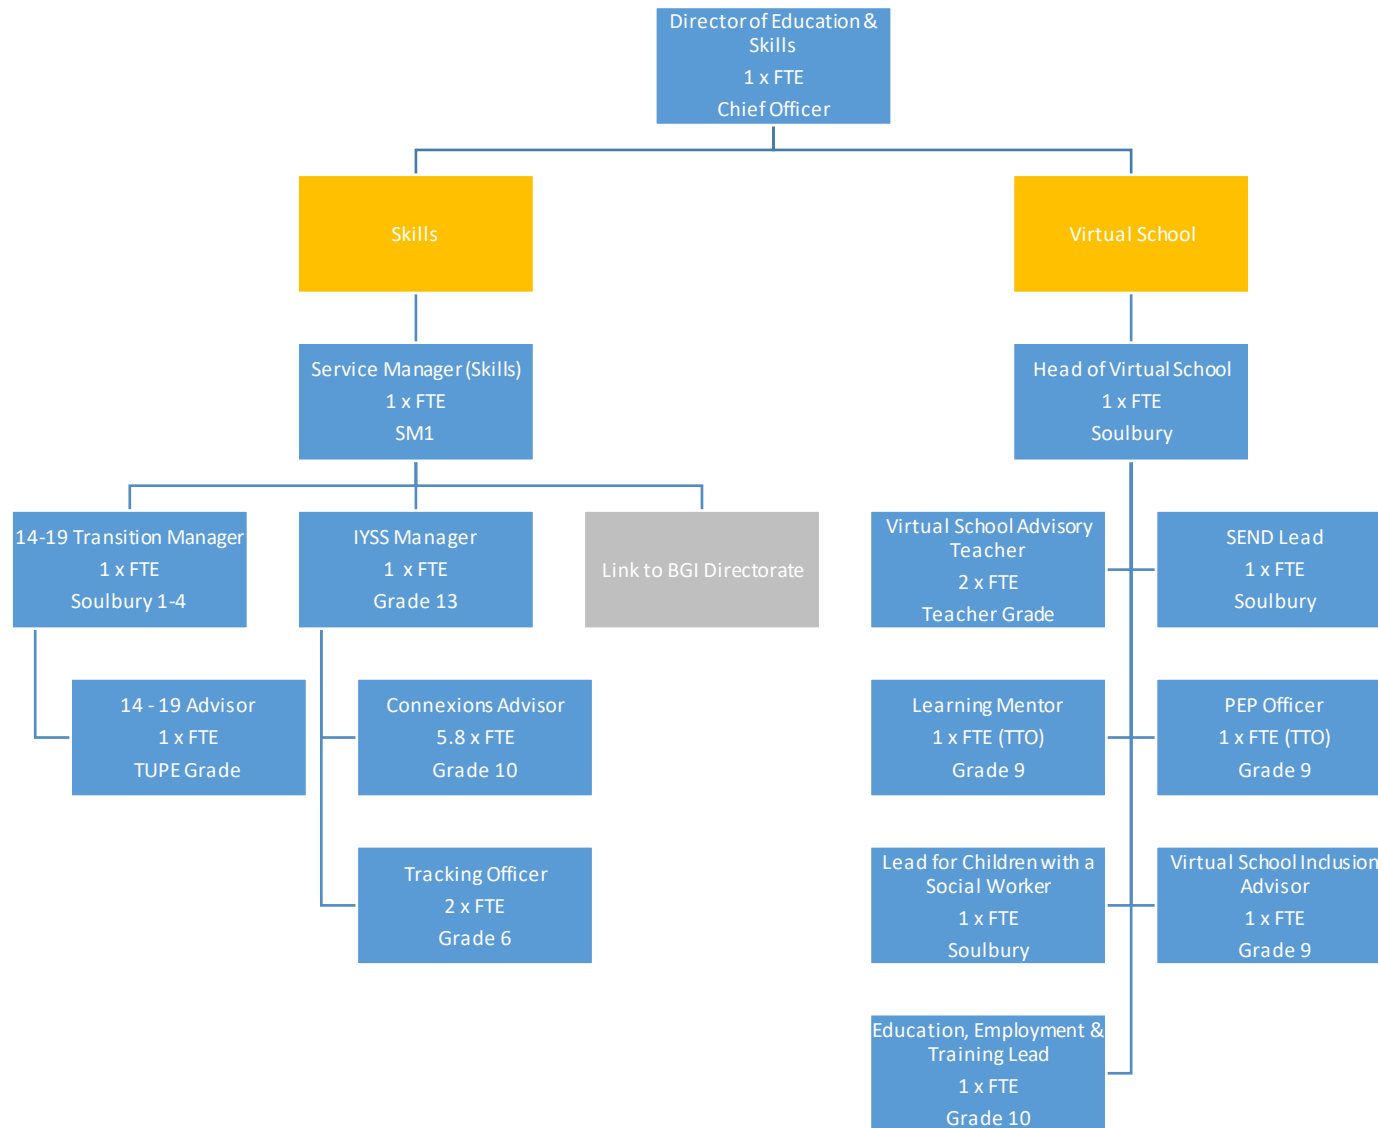 Director of Education &
Skills
1 x FTE
Chief Officer
Skills
Virtual School
Service Manager (Skills)
1 x FTE
SM1
Head of Virtual School
1 x FTE
Soulbury
14-19 Transition Manager
1 x FTE
Soulbury 1-4
IYSS Manager
1 x FTE
Grade 13
Link to BGI Directorate
Virtual School Advisory
Teacher
2 x FTE
Teacher Grade
SEND Lead
1 x FTE
Soulbury
14 - 19 Advisor
1 x FTE
TUPE Grade
Connexions Advisor
5.8 x FTE
Grade 10
Learning Mentor
1 x FTE (TTO)
Grade 9
PEP Officer
1 x FTE (TTO)
Grade 9
Tracking Officer
2 x FTE
Grade 6
Lead for Children with a
Social Worker
1 x FTE
Soulbury
Virtual School Inclusion
Advisor
1 x FTE
Grade 9
Education, Employment &
Training Lead
1 x FTE
Grade 10